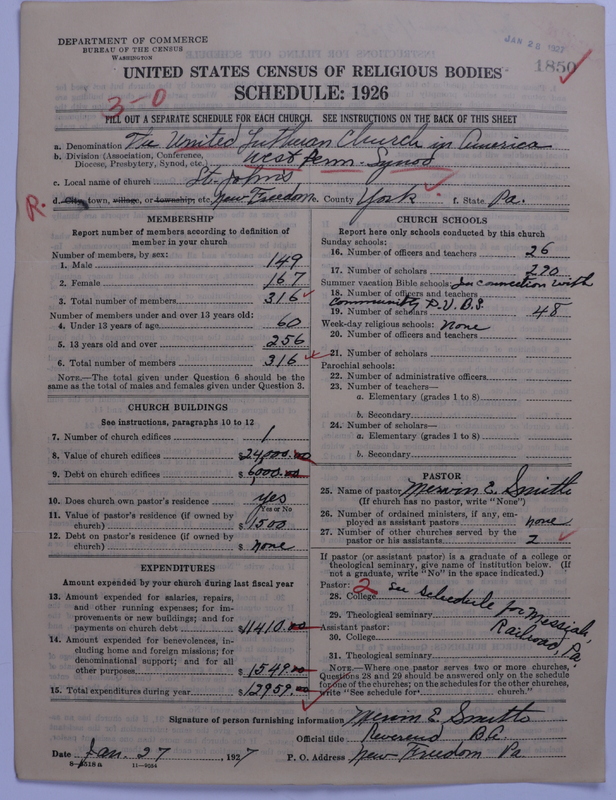 DEPARTMENT OF COMMERCE
BUREAU OF THE CENSUS
WASHINGTON
JAN 28 1927
1850
UNITED STATES CENSUS OF RELIGIOUS BODIES
SCHEDULE: 1926
3-0
FILL OUT A SEPARATE SCHEDULE FOR EACH CHURCH. SEE INSTRUCTIONS ON THE BACK OF THIS SHEET
a. Denomination The United Lutheran Church in America
b. Division (Association, Conference, Diocese, Presbytery, Synod, etc.) West Penn. Synod
c. Local name of church St. Johns
R
d. City, town, village, or township, etc. New Freedom e. County York f. State Pa.
MEMBERSHIP
Report number of members according to definition of
member in your church
Number of members, by sex:
1. Male 149
2. Female 167
3. Total number of members 316
Number of members under and over 13 years old:
4. Under 13 years of age 60
5. 13 years old and over 256
6. Total number of members 316
NOTE.—The total given under Question 6 should be the
same as the total of males and females given under Question 3.
CHURCH BUILDINGS
See instructions, paragraphs 10 to 12
7. Number of church edifices 1
8. Value of church edifices $24,000.00
9. Debt on church edifices $6,000.00
10. Does church own pastor's residence yes
Yes or No
11. Value of pastor's residence (if owned by
church) $1500
12. Debt on pastor's residence (if owned by
church) $ none
EXPENDITURES
Amount expended by your church during last fiscal year
13. Amount expended for salaries, repairs,
and other running expenses; for im-
provements or new buildings; and for
payments on church debt $11410.00
14. Amount expended for benevolences, in-
cluding home and foreign missions; for
denominational support; and for all
other purposes $1549.00
15. Total expenditures during year $12959.00
CHURCH SCHOOLS
Report here only schools conducted by this church
Sunday schools:
16. Number of officers and teachers 26
17. Number of scholars 220
Summer vacation Bible schools: In connection with
18. Number of officers and teachers
Community D.V.B.S.
19. Number of scholars 48
Week-day religious schools: None
20. Number of officers and teachers
21. Number of scholars
Parochial schools:
22. Number of administrative officers
23. Number of teachers—
a. Elementary (grades 1 to 8)
b. Secondary
24. Number of scholars—
a. Elementary (grades 1 to 8)
b. Secondary
PASTOR
25. Name of pastor Mervin E. Smith
(If church has no pastor, write "None")
26. Number of ordained ministers, if any, em-
ployed as assistant pastors none
27. Number of other churches served by the
pastor or his assistants 2
If pastor (or assistant pastor) is a graduate of a college or
theological seminary, give name of institution below. (If
not a graduate, write "No" in the space indicated.)
Pastor: 2
28. College see schedule for Messiah,
Railroad, Pa.
29. Theological seminary
Assistant pastor:
30. College
31. Theological seminary
NOTE.—Where one pastor serves two or more churches,
Questions 28 and 29 should be answered only on the schedule
for one of the churches; on the schedules for the other churches,
write "See schedule for church."
Signature of person furnishing information Mervin E. Smith
Official title Reverend B.A.
Date Jan. 27, 1927 P. O. Address New Freedom Pa.
11—9584